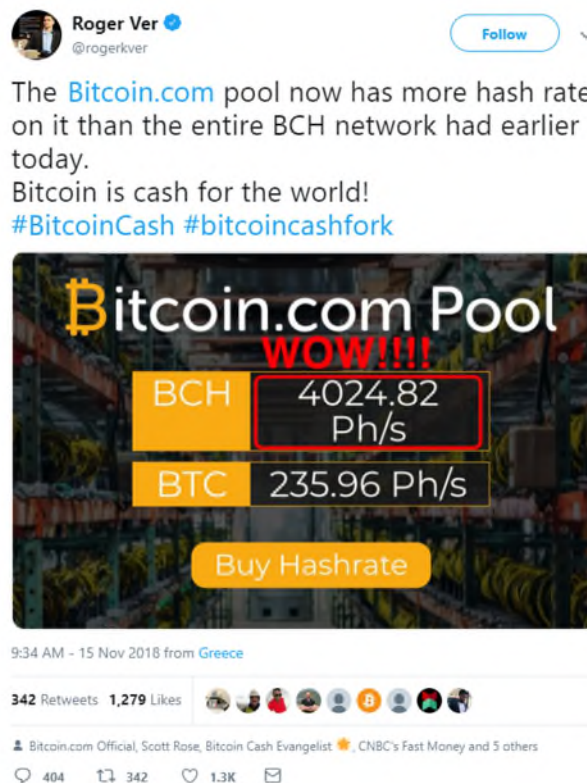 Roger Ver
@rogerkver
Follow
The Bitcoin.com pool now has more hash rate
on it than the entire BCH network had earlier
today.
Bitcoin is cash for the world!
#BitcoinCash #bitcoincashfork
Bitcoin.com Pool
WOW!!!!
BCH 4024.82
Ph/s
BTC 235.96 Ph/s
Buy Hashrate
9:34 AM - 15 Nov 2018 from Greece
342 Retweets 1,279 Likes
Bitcoin.com Official, Scott Rose, Bitcoin Cash Evangelist 🌟, CNBC's Fast Money and 5 others
404 342 1.3K